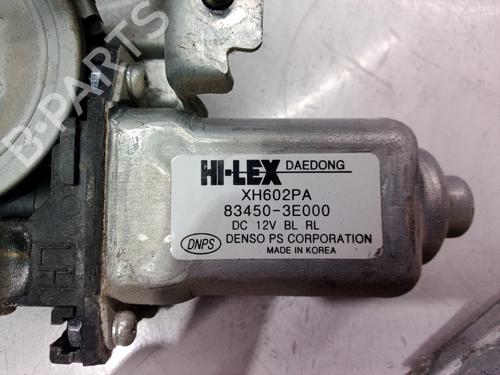 B-PARTS
HI-LEX DAEDONG
XH602PA
83450-3E000
DC 12V BL RL
DNPS DENSO PS CORPORATION
MADE IN KOREA